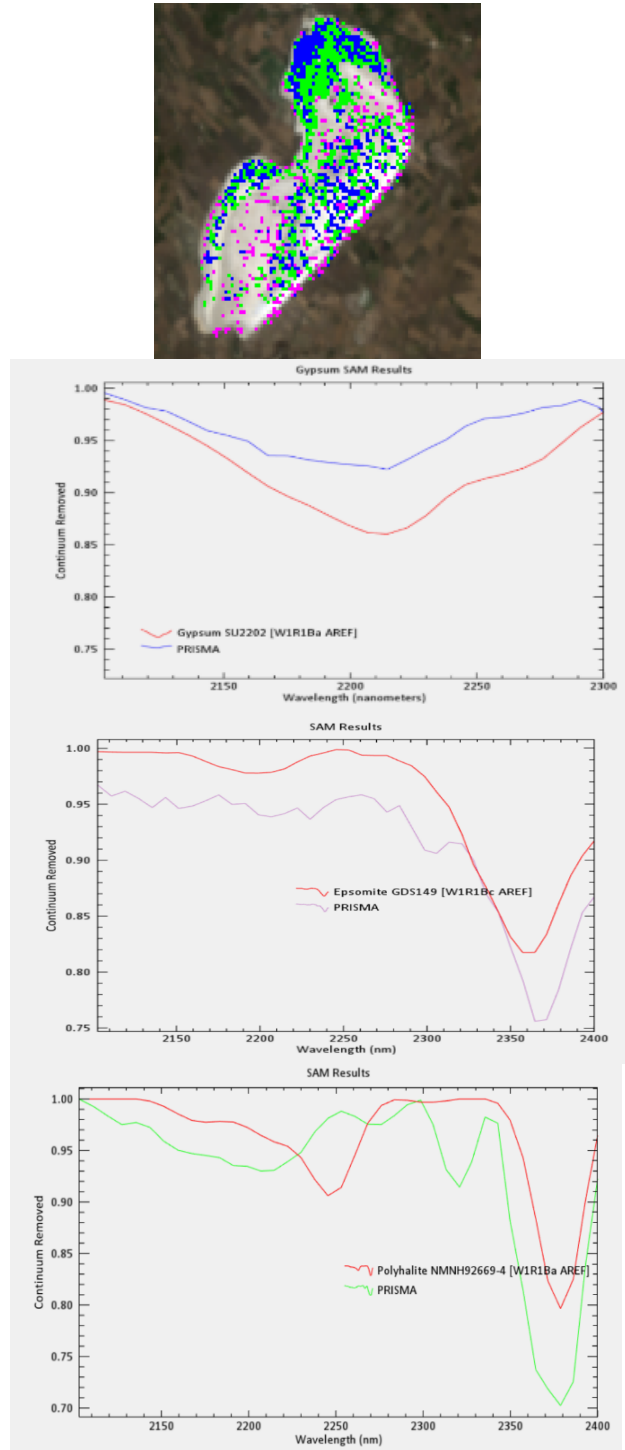 Gypsum SAM Results
1.00
0.95
0.90
0.85
0.80
0.75
Continuum Removed
Gypsum SU2202 [W1R1Ba AREF]
PRISMA
2150
2200
2250
2300
Wavelength (nanometers)
SAM Results
1.00
0.95
0.90
0.85
0.80
0.75
Continuum Removed
Epsomite GDS149 [W1R1Bc AREF]
PRISMA
2150
2200
2250
2300
2350
2400
Wavelength (nm)
SAM Results
1.00
0.95
0.90
0.85
0.80
0.75
0.70
Continuum Removed
Polyhalite NMNH92669-4 [W1R1Ba AREF]
PRISMA
2150
2200
2250
2300
2350
2400
Wavelength (nm)